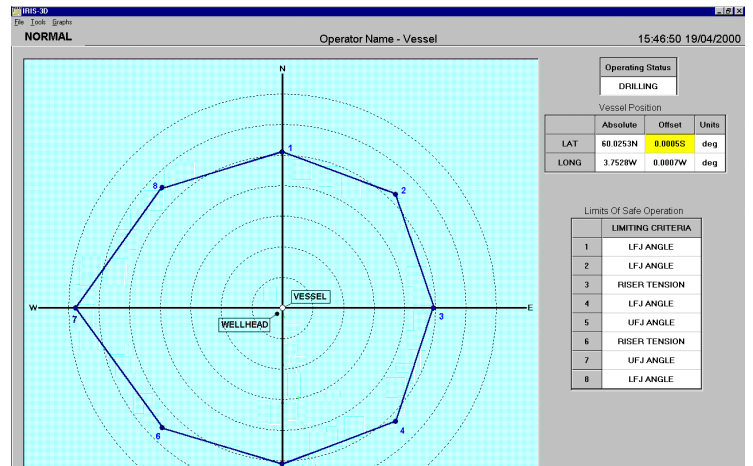 IRIS-3D
File Tools Graphs
NORMAL Operator Name - Vessel 15:46:50 19/04/2000
Operating Status
DRILLING
Vessel Position
Absolute Offset Units
LAT 60.0253N 0.0005S deg
LONG 3.7528W 0.0007W deg
Limits Of Safe Operation
LIMITING CRITERIA
1 LFJ ANGLE
2 LFJ ANGLE
3 RISER TENSION
4 LFJ ANGLE
5 UFJ ANGLE
6 RISER TENSION
7 UFJ ANGLE
8 LFJ ANGLE
N
1
8
2
VESSEL
W
E
7
WELLHEAD
3
6
4